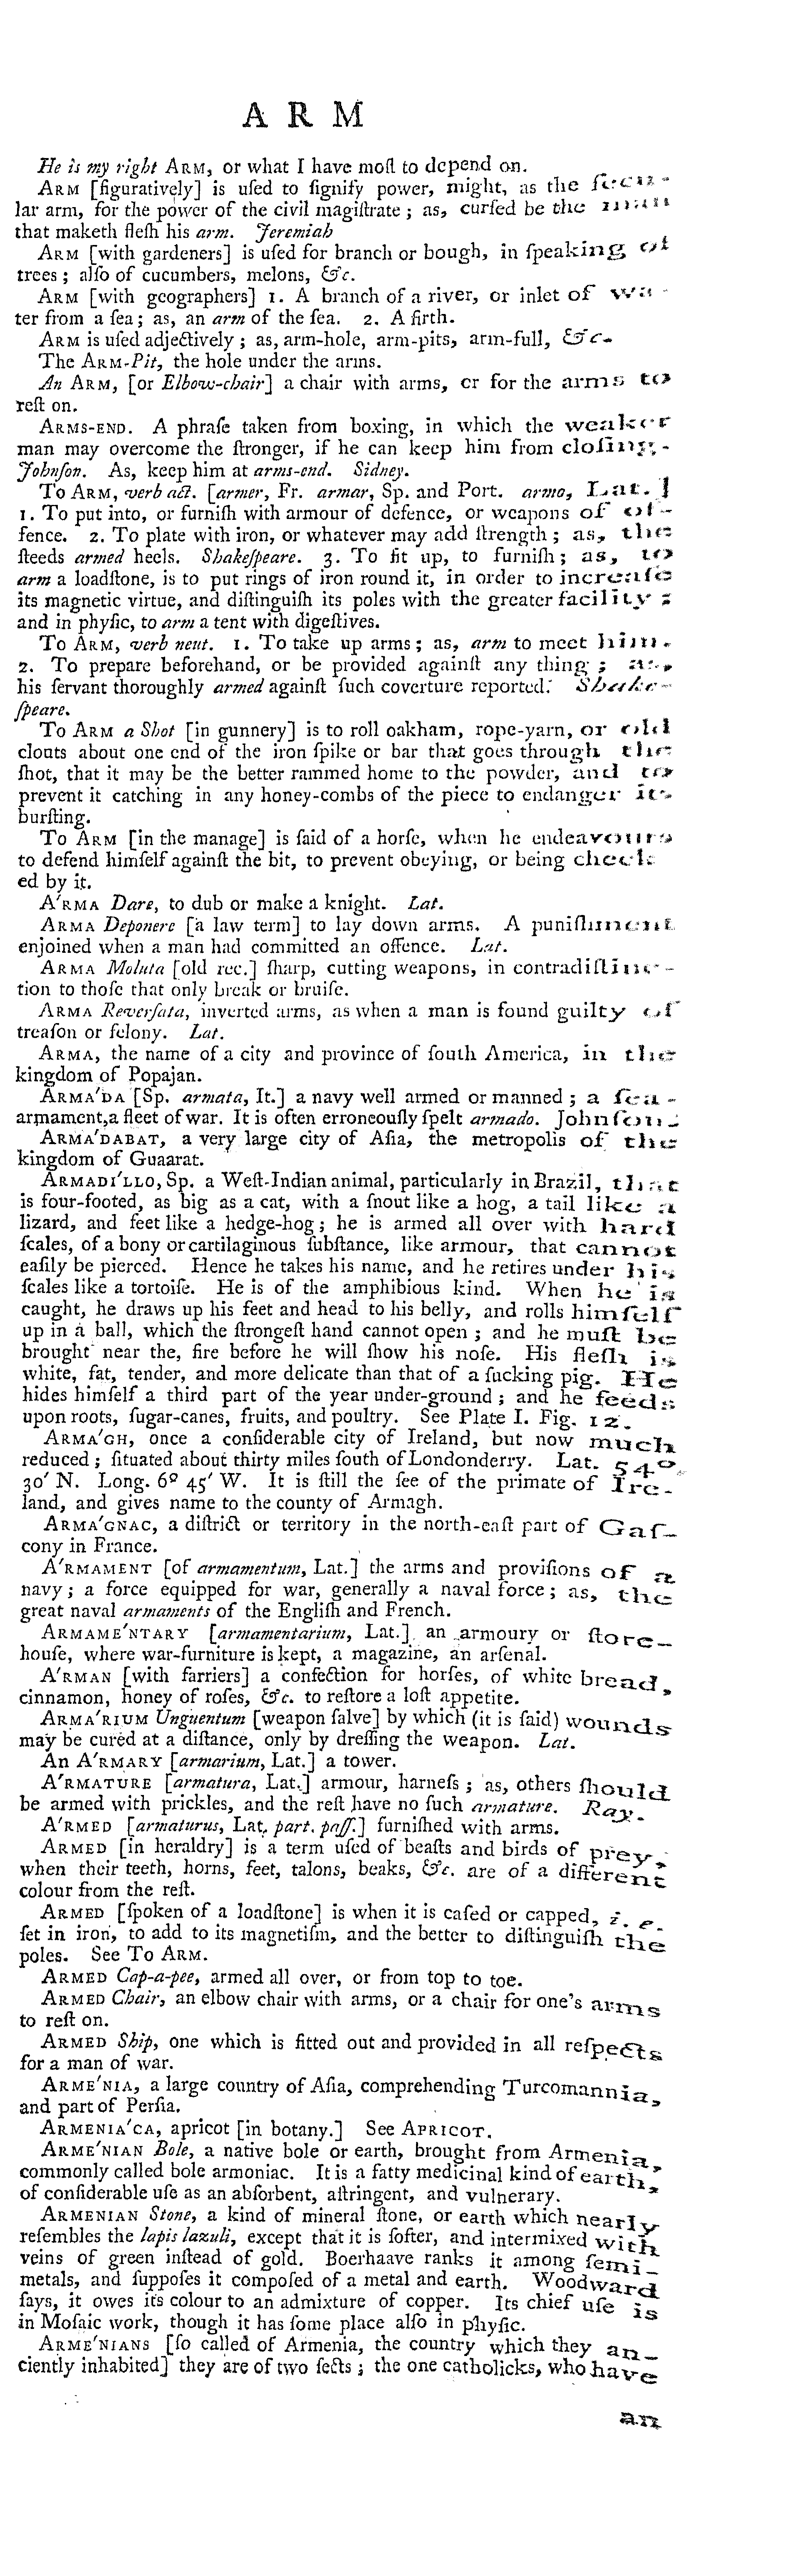 A R M
He is my right ARM, or what I have moſt to depend on.
ARM [figuratively] is uſed to ſignify power, might, as the ſecu-
lar arm, for the power of the civil magiſtrate; as, curſed be the man
that maketh fleſh his arm. Jeremiah
ARM [with gardeners] is uſed for branch or bough, in ſpeaking of
trees; alſo of cucumbers, melons, &c.
ARM [with geographers] 1. A branch of a river, or inlet of wa-
ter from a ſea; as, an arm of the ſea. 2. A firth.
ARM is uſed adjectively; as, arm-hole, arm-pits, arm-full, &c.
The ARM-Pit, the hole under the arms.
An ARM, [or Elbow-chair] a chair with arms, or for the arms to
reſt on.
ARMS-END. A phraſe taken from boxing, in which the weaker
man may overcome the ſtronger, if he can keep him from cloſing.
Johnſon. As, keep him at arms-end. Sidney.
To ARM, verb act. [armer, Fr. armar, Sp. and Port. armo, Lat.]
1. To put into, or furniſh with armour of defence, or weapons of of-
fence. 2. To plate with iron, or whatever may add ſtrength; as, the
ſteeds armed heels. Shakeſpeare. 3. To fit up, to furniſh; as, to
arm a loadſtone, is to put rings of iron round it, in order to increaſe
its magnetic virtue, and diſtinguiſh its poles with the greater facility;
and in phyſic, to arm a tent with digeſtives.
To ARM, verb neut. 1. To take up arms; as, arm to meet him.
2. To prepare beforehand, or be provided againſt any thing; as,
his ſervant thoroughly armed againſt ſuch coverture reported. Shake-
ſpeare.
To ARM a Shot [in gunnery] is to roll oakham, rope-yarn, or old
clouts about one end of the iron ſpike or bar that goes through the
ſhot, that it may be the better rammed home to the powder, and to
prevent it catching in any honey-combs of the piece to endanger its
burſting.
To ARM [in the manage] is ſaid of a horſe, when he endeavours
to defend himſelf againſt the bit, to prevent obeying, or being check
ed by it.
A'RMA Dare, to dub or make a knight. Lat.
ARMA Deponere [a law term] to lay down arms. A puniſhment
enjoined when a man had committed an offence. Lat.
ARMA Moluta [old rec.] ſharp, cutting weapons, in contradiſtinc-
tion to thoſe that only break or bruiſe.
ARMA Reverſata, inverted arms, as when a man is found guilty of
treaſon or felony. Lat.
ARMA, the name of a city and province of ſouth America, in the
kingdom of Popajan.
ARMA'DA [Sp. armata, It.] a navy well armed or manned; a ſea-
armament, a fleet of war. It is often erroneouſly ſpelt armado. Johnſon.
ARMA'DABAT, a very large city of Aſia, the metropolis of the
kingdom of Guaarat.
ARMADI'LLO, Sp. a Weſt-Indian animal, particularly in Brazil, that
is four-footed, as big as a cat, with a ſnout like a hog, a tail like a
lizard, and feet like a hedge-hog; he is armed all over with hard
ſcales, of a bony or cartilaginous ſubſtance, like armour, that cannot
eaſily be pierced. Hence he takes his name, and he retires under his
ſcales like a tortoiſe. He is of the amphibious kind. When he is
caught, he draws up his feet and head to his belly, and rolls himſelf
up in a ball, which the ſtrongeſt hand cannot open; and he muſt be
brought near the, fire before he will ſhow his noſe. His fleſh is
white, fat, tender, and more delicate than that of a ſucking pig. He
hides himſelf a third part of the year under-ground; and he feeds
upon roots, ſugar-canes, fruits, and poultry. See Plate I. Fig. 12.
ARMA'GH, once a conſiderable city of Ireland, but now much
reduced; ſituated about thirty miles ſouth of Londonderry. Lat. 54°
30′ N. Long. 6° 45′ W. It is ſtill the ſee of the primate of Ire-
land, and gives name to the county of Armagh.
ARMA'GNAC, a diſtrict or territory in the north-eaſt part of Gaſ-
cony in France.
A'RMAMENT [of armamentum, Lat.] the arms and proviſions of a
navy; a force equipped for war, generally a naval force; as, the
great naval armaments of the Engliſh and French.
ARMAME'NTARY [armamentarium, Lat.] an armoury or ſtore-
houſe, where war-furniture is kept, a magazine, an arſenal.
A'RMAN [with farriers] a confection for horſes, of white bread,
cinnamon, honey of roſes, &c. to reſtore a loſt appetite.
ARMA'RIUM Unguentum [weapon ſalve] by which (it is ſaid) wounds
may be cured at a diſtance, only by dreſſing the weapon. Lat.
An A'RMARY [armarium, Lat.] a tower.
A'RMATURE [armatura, Lat.] armour, harneſs; as, others ſhould
be armed with prickles, and the reſt have no ſuch armature. Ray.
A'RMED [armaturus, Lat. part. paſſ.] furniſhed with arms.
ARMED [in heraldry] is a term uſed of beaſts and birds of prey,
when their teeth, horns, feet, talons, beaks, &c. are of a different
colour from the reſt.
ARMED [ſpoken of a loadſtone] is when it is caſed or capped, i. e.
ſet in iron, to add to its magnetiſm, and the better to diſtinguiſh the
poles. See To ARM.
ARMED Cap-a-pee, armed all over, or from top to toe.
ARMED Chair, an elbow chair with arms, or a chair for one's arms
to reſt on.
ARMED Ship, one which is fitted out and provided in all reſpects
for a man of war.
ARME'NIA, a large country of Aſia, comprehending Turcomannia,
and part of Perſia.
ARMENIA'CA, apricot [in botany.] See APRICOT.
ARME'NIAN Bole, a native bole or earth, brought from Armenia,
commonly called bole armoniac. It is a fatty medicinal kind of earth,
of conſiderable uſe as an abſorbent, aſtringent, and vulnerary.
ARMENIAN Stone, a kind of mineral ſtone, or earth which nearly
reſembles the lapis lazuli, except that it is ſofter, and intermixed with
veins of green inſtead of gold. Boerhaave ranks it among ſemi-
metals, and ſuppoſes it compoſed of a metal and earth. Woodward
ſays, it owes its colour to an admixture of copper. Its chief uſe is
in Moſaic work, though it has ſome place alſo in phyſic.
ARME'NIANS [ſo called of Armenia, the country which they an-
ciently inhabited] they are of two ſects; the one catholicks, who have
an